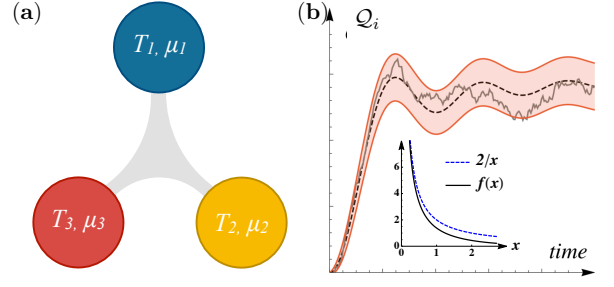 (a)
T1, μ1
T3, μ3
T2, μ2
(b)
Qi
time
2/x
f(x)
6
4
2
0
0
1
2
x